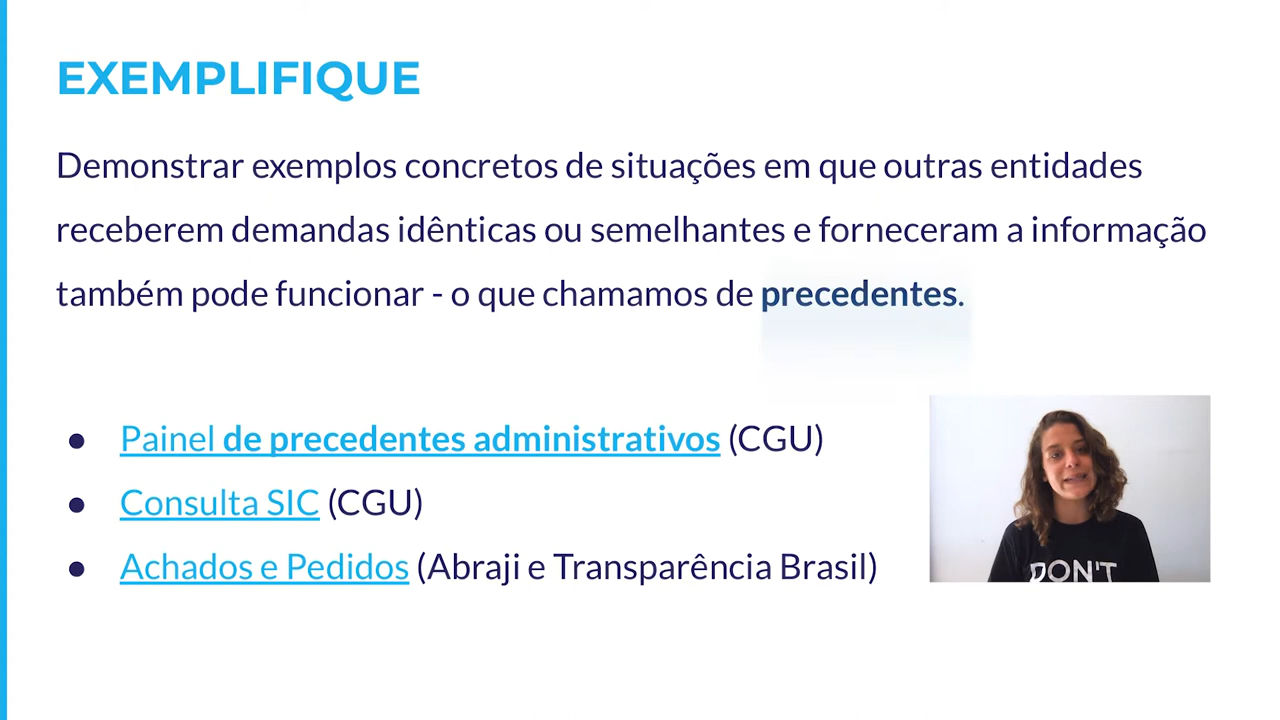 EXEMPLIFIQUE
Demonstrar exemplos concretos de situações em que outras entidades
receberem demandas idênticas ou semelhantes e forneceram a informação
também pode funcionar - o que chamamos de precedentes.
● Painel de precedentes administrativos (CGU)
● Consulta SIC (CGU)
● Achados e Pedidos (Abraji e Transparência Brasil)
DON'T